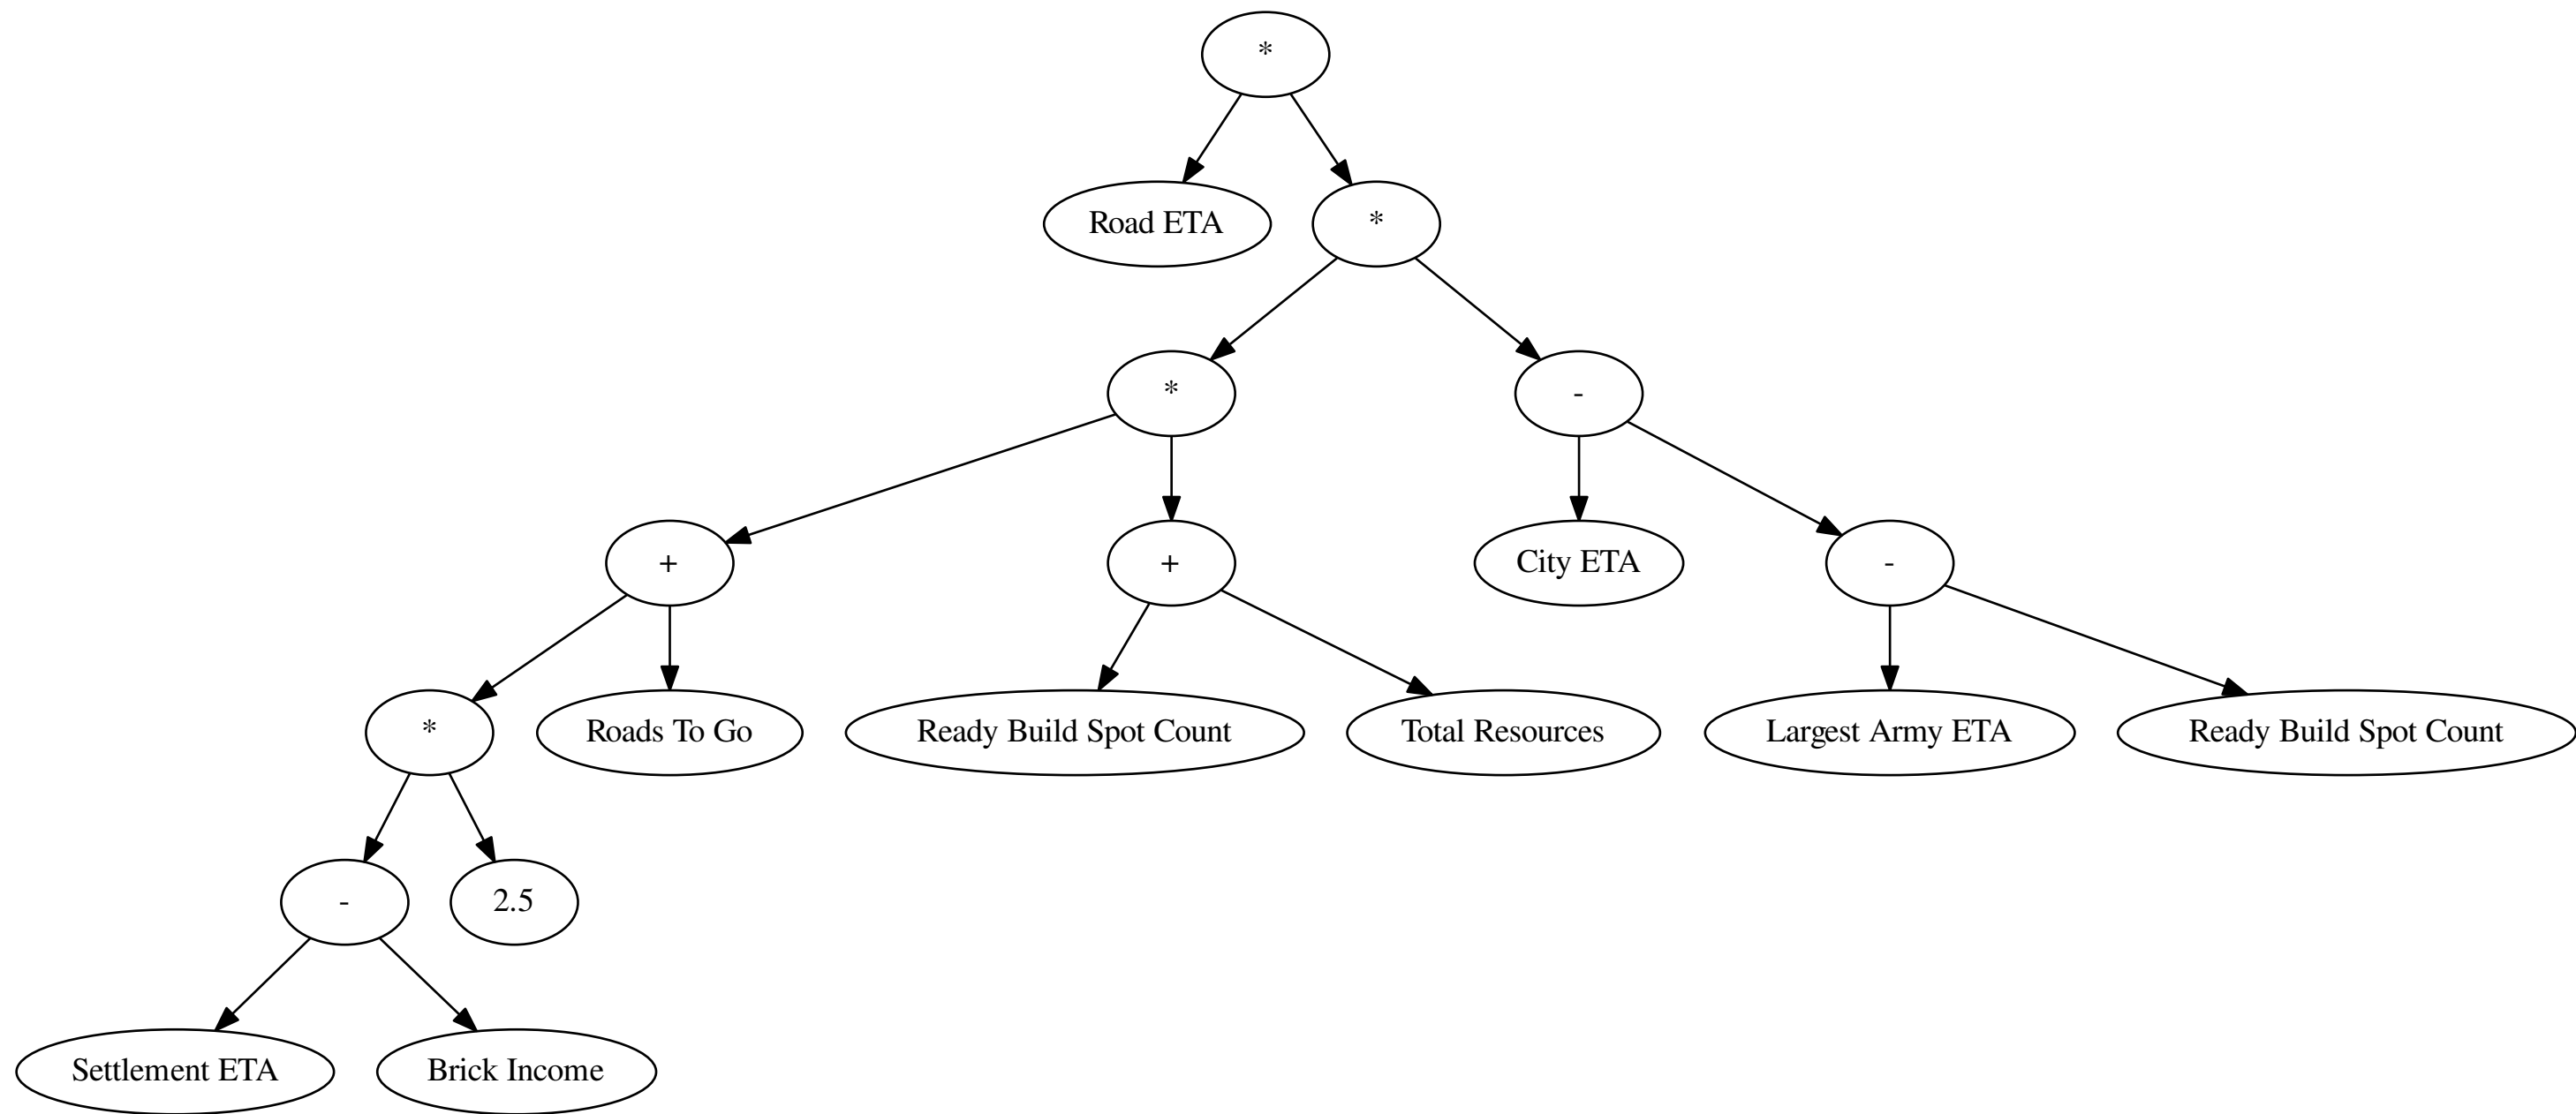 *
Road ETA
*
*
-
+
+
City ETA
-
*
Roads To Go
Ready Build Spot Count
Total Resources
Largest Army ETA
Ready Build Spot Count
-
2.5
Settlement ETA
Brick Income